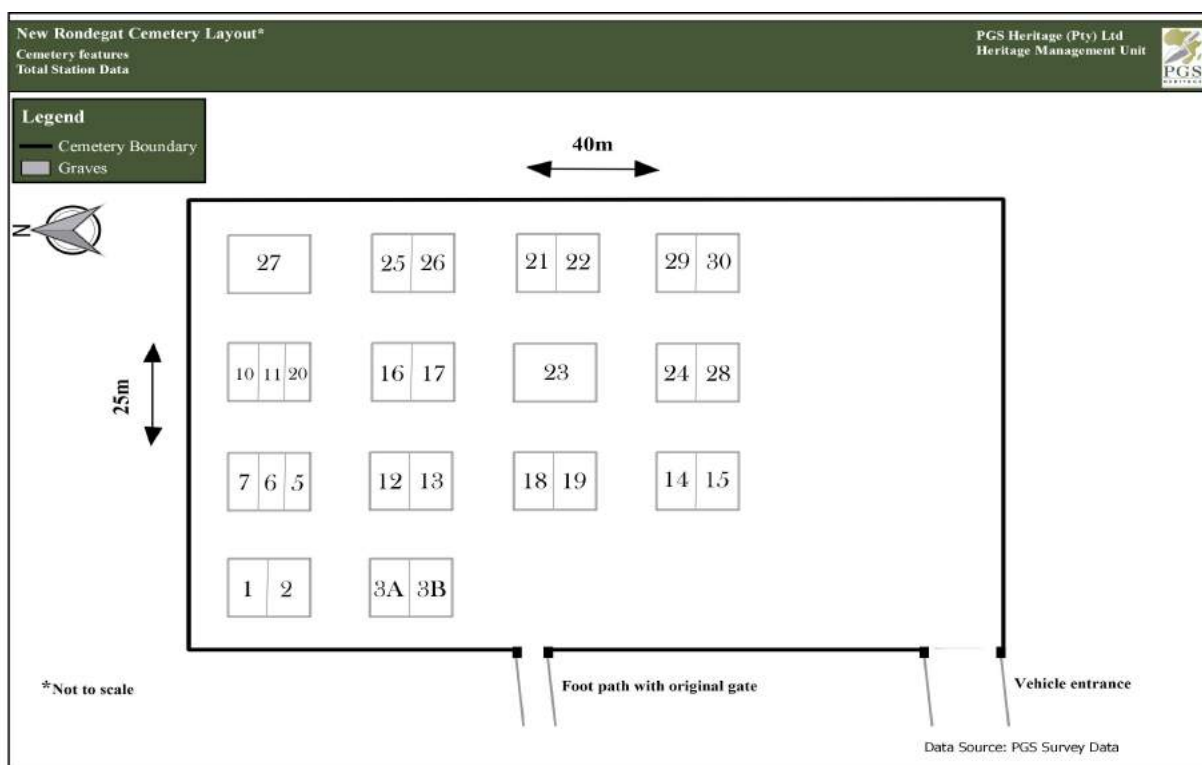 New Rondegat Cemetery Layout*
Cemetery features
Total Station Data
PGS Heritage (Pty) Ltd
Heritage Management Unit
PGS
HERITAGE
Legend
Cemetery Boundary
Graves
40m
N
27 25 26 21 22 29 30
25m
10 11 20 16 17 23 24 28
7 6 5 12 13 18 19 14 15
1 2 3A 3B
*Not to scale
Foot path with original gate
Vehicle entrance
Data Source: PGS Survey Data